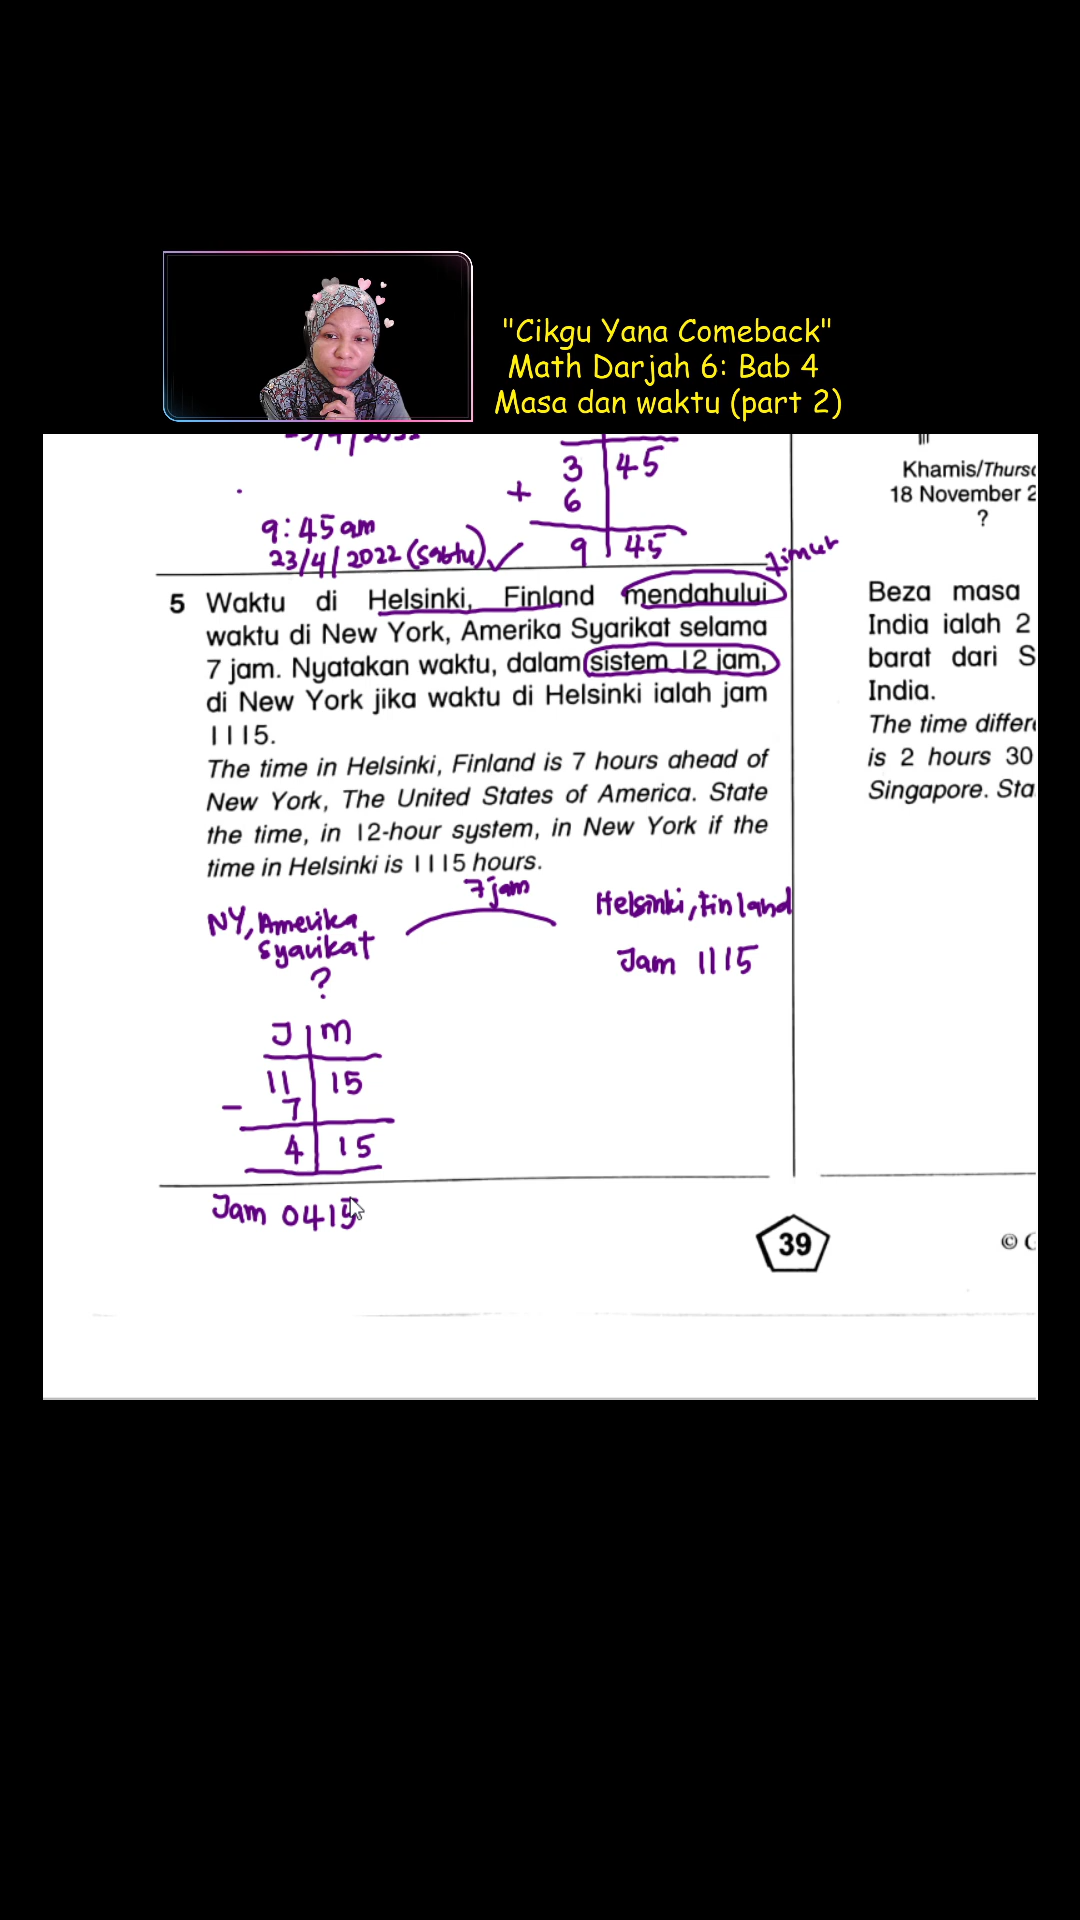 "Cikgu Yana Comeback"
Math Darjah 6: Bab 4
Masa dan waktu (part 2)
3 | 45
+ 6
9 | 45
9:45 am
23/4/2022 (Sabtu) ✓
timur
5 Waktu di Helsinki, Finland mendahului
waktu di New York, Amerika Syarikat selama
7 jam. Nyatakan waktu, dalam sistem 12 jam,
di New York jika waktu di Helsinki ialah jam
1115.
The time in Helsinki, Finland is 7 hours ahead of
New York, The United States of America. State
the time, in 12-hour system, in New York if the
time in Helsinki is 1115 hours.
7 jam
NY, Amerika
Syarikat
?
Helsinki, Finland
Jam 1115
J | M
11 | 15
- 7
4 | 15
Jam 0415
39
Khamis/Thurs
18 November 2
?
Beza masa
India ialah 2
barat dari S
India.
The time differ
is 2 hours 30
Singapore. Sta
©